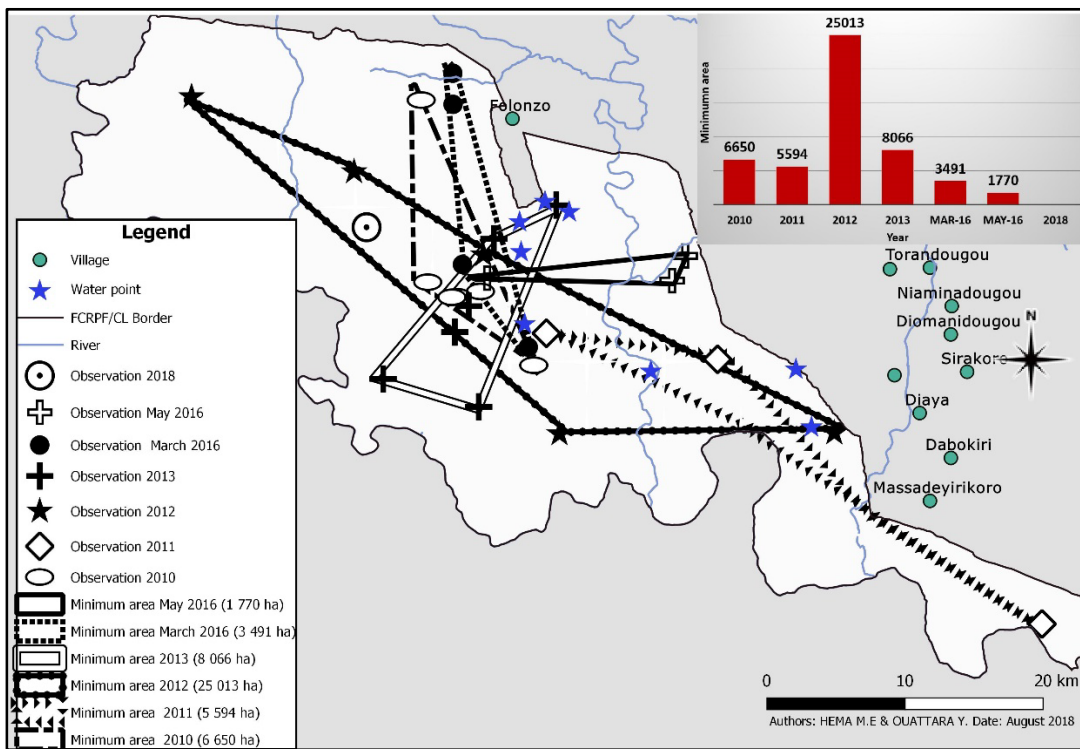 25013
Minimumn area
6650
5594
8066
3491
1770
2010
2011
2012
2013
MAR-16
MAY-16
2018
Year
Folonzo
Torandougou
Niaminadougou
Diomanidougou
N
Sirakoro
Djaya
Dabokiri
Massadeyirikoro
Legend
Village
Water point
FCRPF/CL Border
River
Observation 2018
Observation May 2016
Observation March 2016
Observation 2013
Observation 2012
Observation 2011
Observation 2010
Minimum area May 2016 (1 770 ha)
Minimum area March 2016 (3 491 ha)
Minimum area 2013 (8 066 ha)
Minimum area 2012 (25 013 ha)
Minimum area 2011 (5 594 ha)
Minimum area 2010 (6 650 ha)
0
10
20 km
Authors: HEMA M.E & OUATTARA Y. Date: August 2018